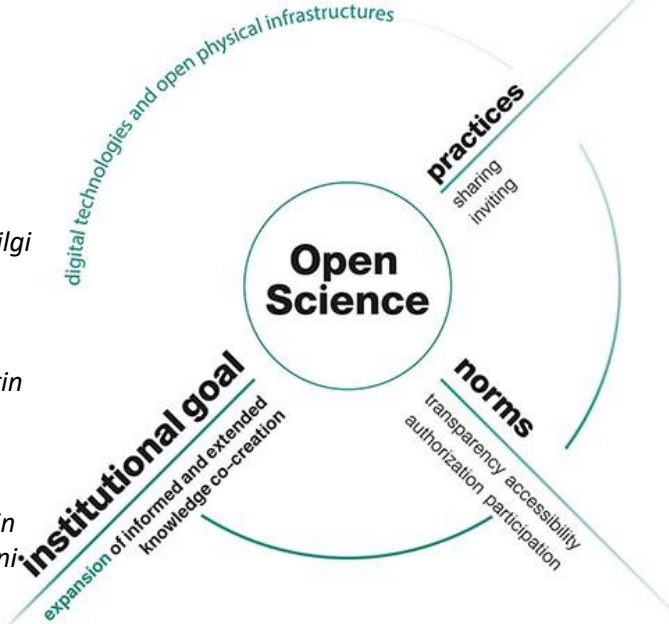 digital technologies and open physical infrastructures
practices
sharing
inviting
Open
Science
norms
transparency accessibility
authorization participation
institutional goal
expansion of informed and extended
knowledge co-creation